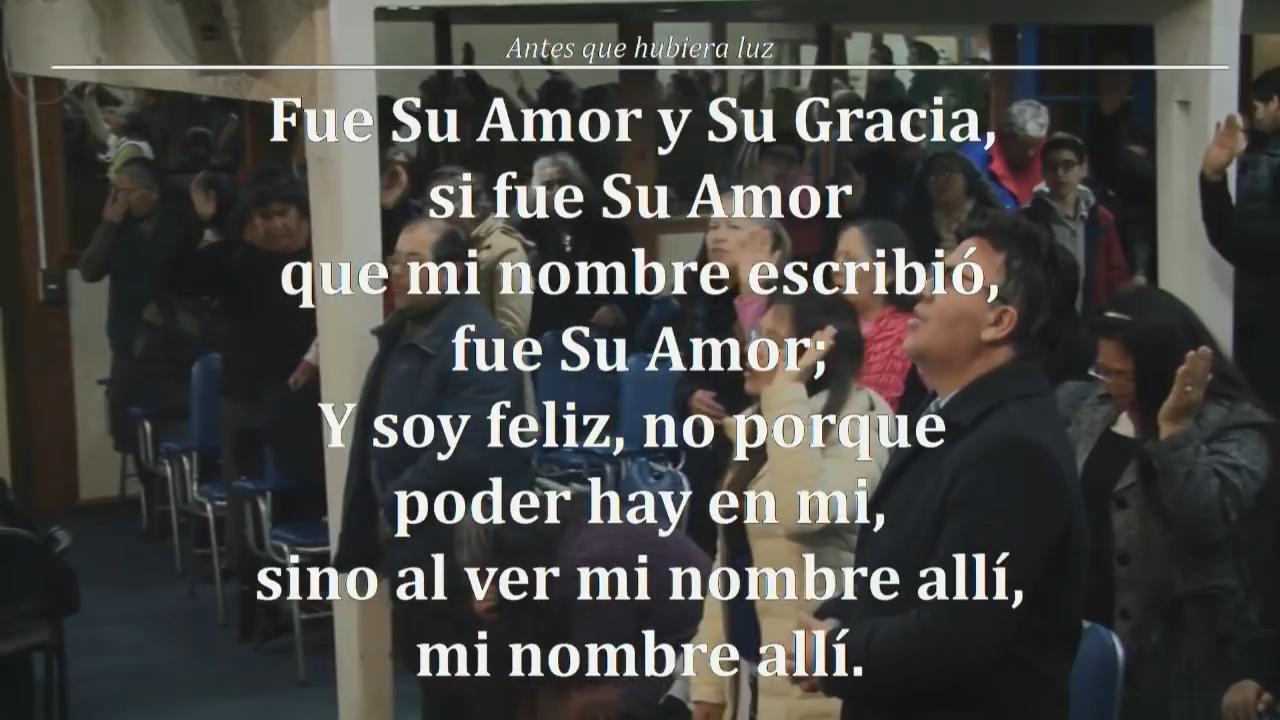 Antes que hubiera luz
Fue Su Amor y Su Gracia,
si fue Su Amor
que mi nombre escribió,
fue Su Amor;
Y soy feliz, no porque
poder hay en mi,
sino al ver mi nombre allí,
mi nombre allí.